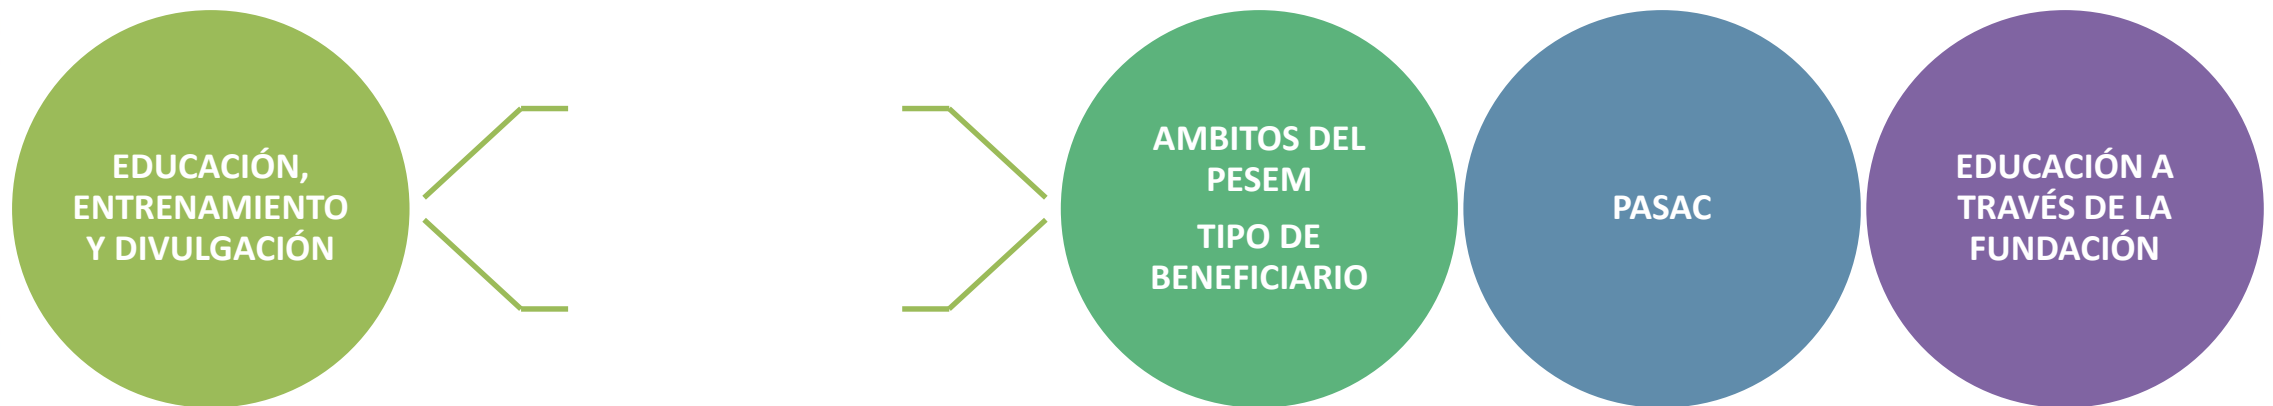 EDUCACIÓN,
ENTRENAMIENTO
Y DIVULGACIÓN
AMBITOS DEL
PESEM
TIPO DE
BENEFICIARIO
PASAC
EDUCACIÓN A
TRAVÉS DE LA
FUNDACIÓN